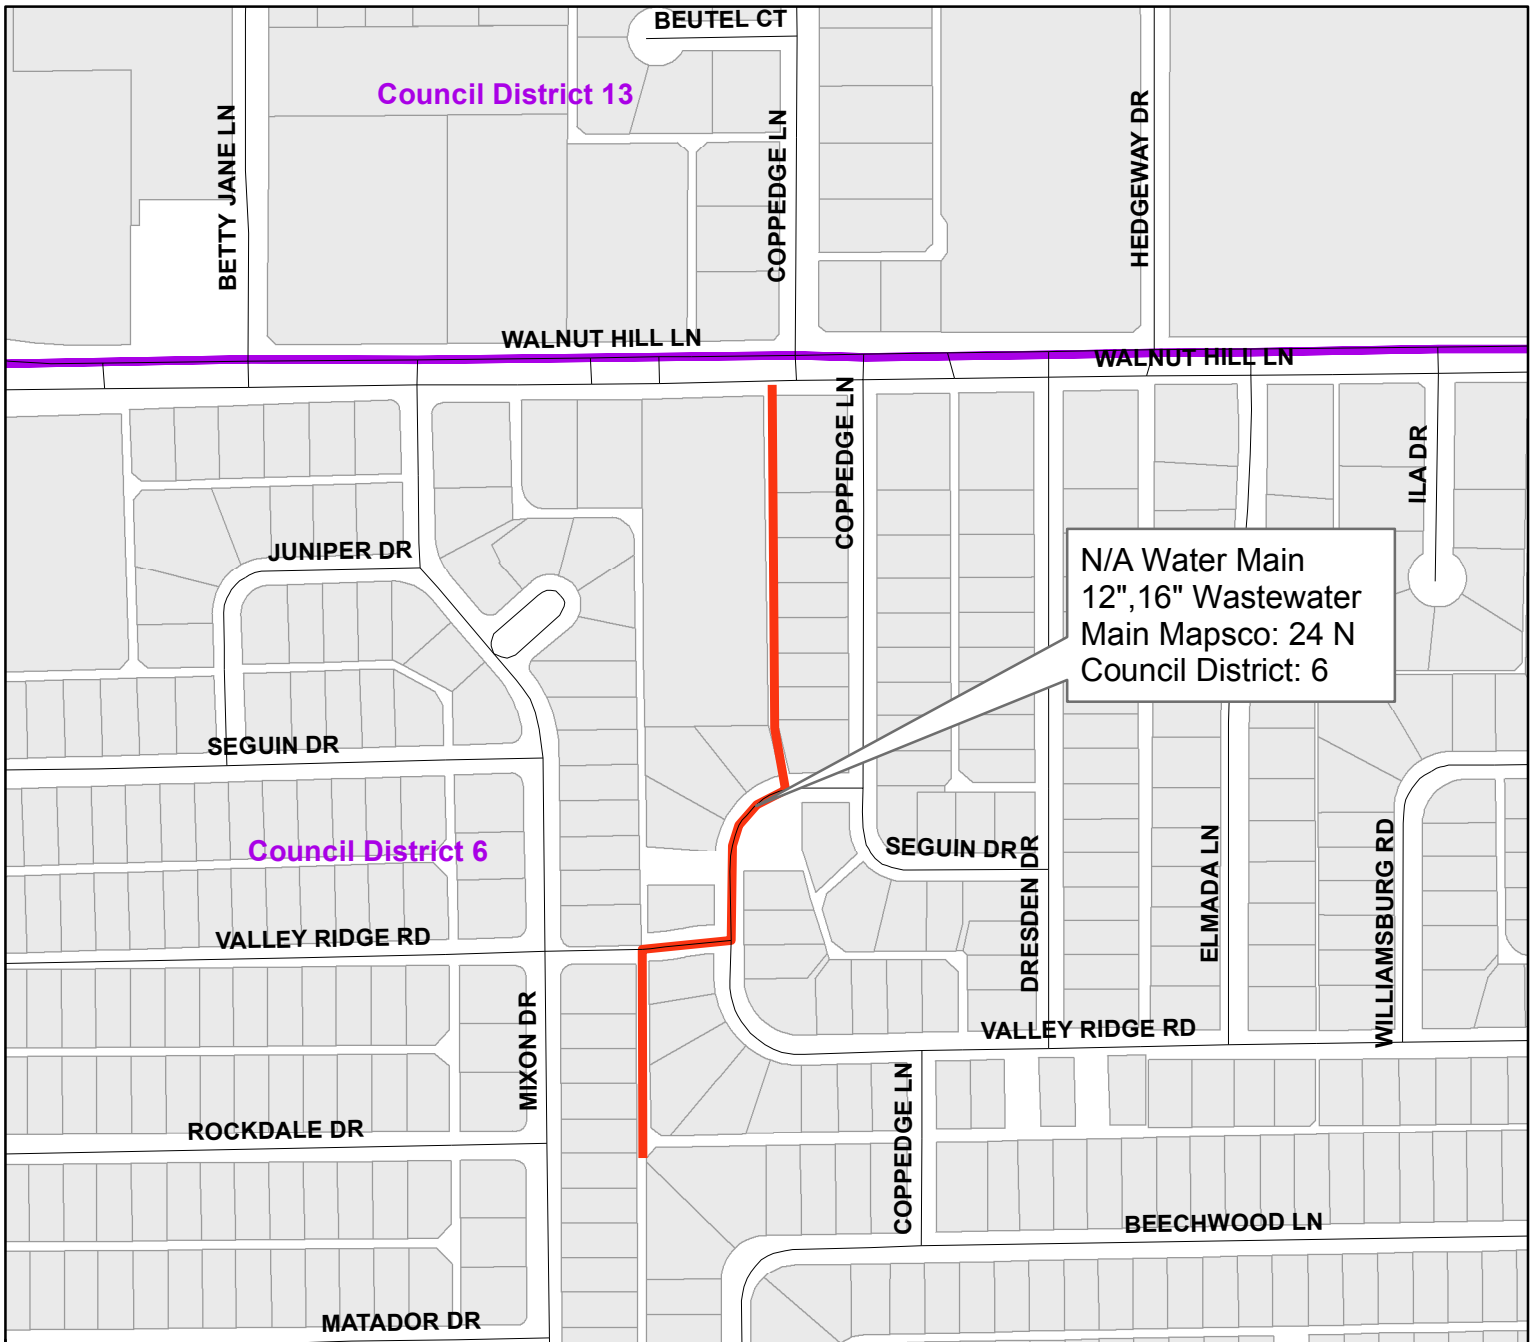 BEUTEL CT
Council District 13
BETTY JANE LN
COPPEDGE LN
HEDGEWAY DR
WALNUT HILL LN
WALNUT HILL LN
COPPEDGE LN
ILA DR
JUNIPER DR
N/A Water Main
12",16" Wastewater
Main Mapsco: 24 N
Council District: 6
SEGUIN DR
Council District 6
SEGUIN DR
DRESDEN DR
ELMADA LN
WILLIAMSBURG RD
VALLEY RIDGE RD
MIXON DR
VALLEY RIDGE RD
COPPEDGE LN
ROCKDALE DR
BEECHWOOD LN
MATADOR DR